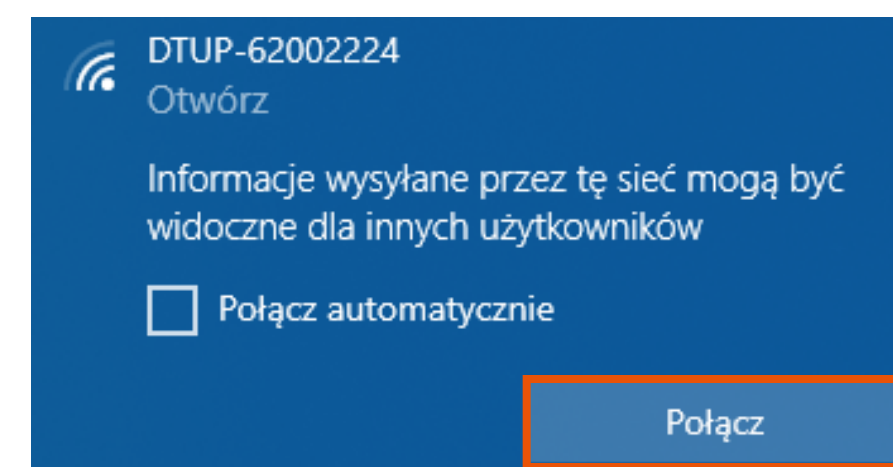 DTUP-62002224
Otwórz
Informacje wysyłane przez tę sieć mogą być
widoczne dla innych użytkowników
Połącz automatycznie
Połącz